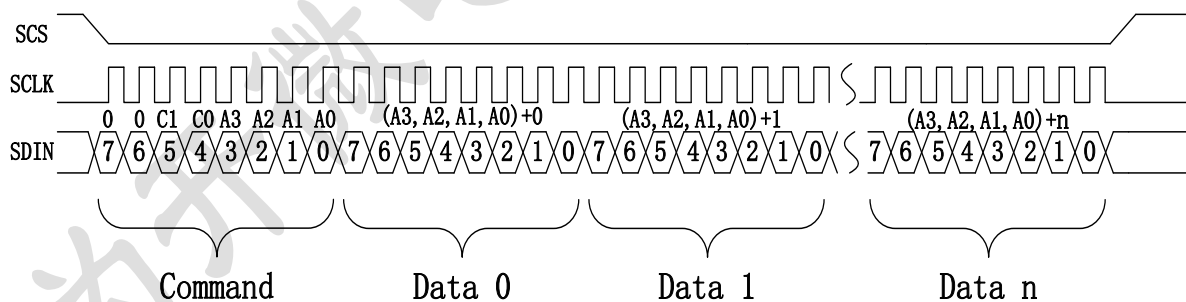 SCS
SCLK
0 0 C1 C0 A3 A2 A1 A0 (A3, A2, A1, A0)+0 (A3, A2, A1, A0)+1 (A3, A2, A1, A0)+n
SDIN 7 6 5 4 3 2 1 0 7 6 5 4 3 2 1 0 7 6 5 4 3 2 1 0 7 6 5 4 3 2 1 0
Command Data 0 Data 1 Data n